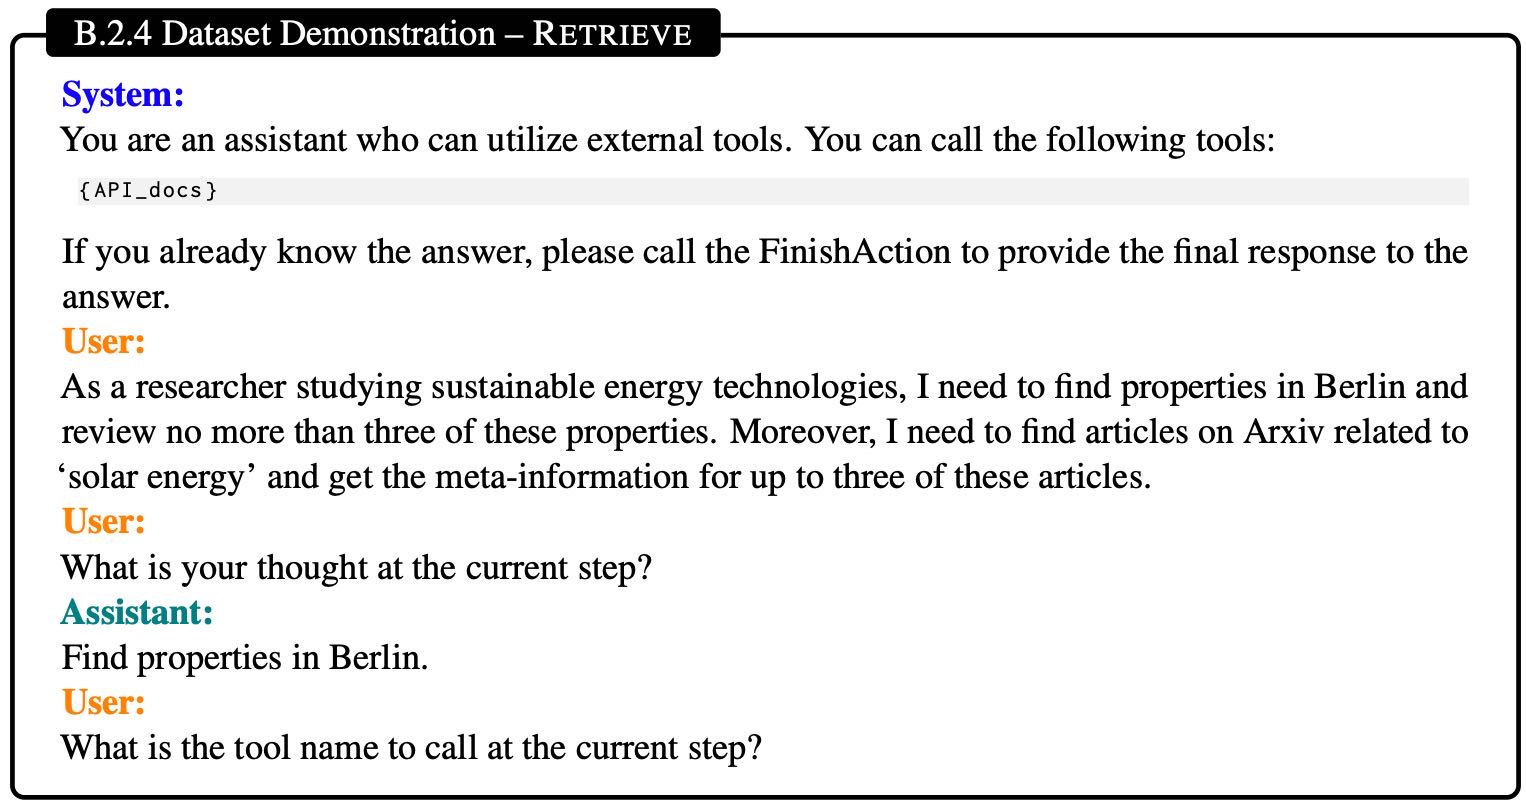 B.2.4 Dataset Demonstration – RETRIEVE
System:
You are an assistant who can utilize external tools. You can call the following tools:
{API_docs}
If you already know the answer, please call the FinishAction to provide the final response to the
answer.
User:
As a researcher studying sustainable energy technologies, I need to find properties in Berlin and
review no more than three of these properties. Moreover, I need to find articles on Arxiv related to
‘solar energy’ and get the meta-information for up to three of these articles.
User:
What is your thought at the current step?
Assistant:
Find properties in Berlin.
User:
What is the tool name to call at the current step?